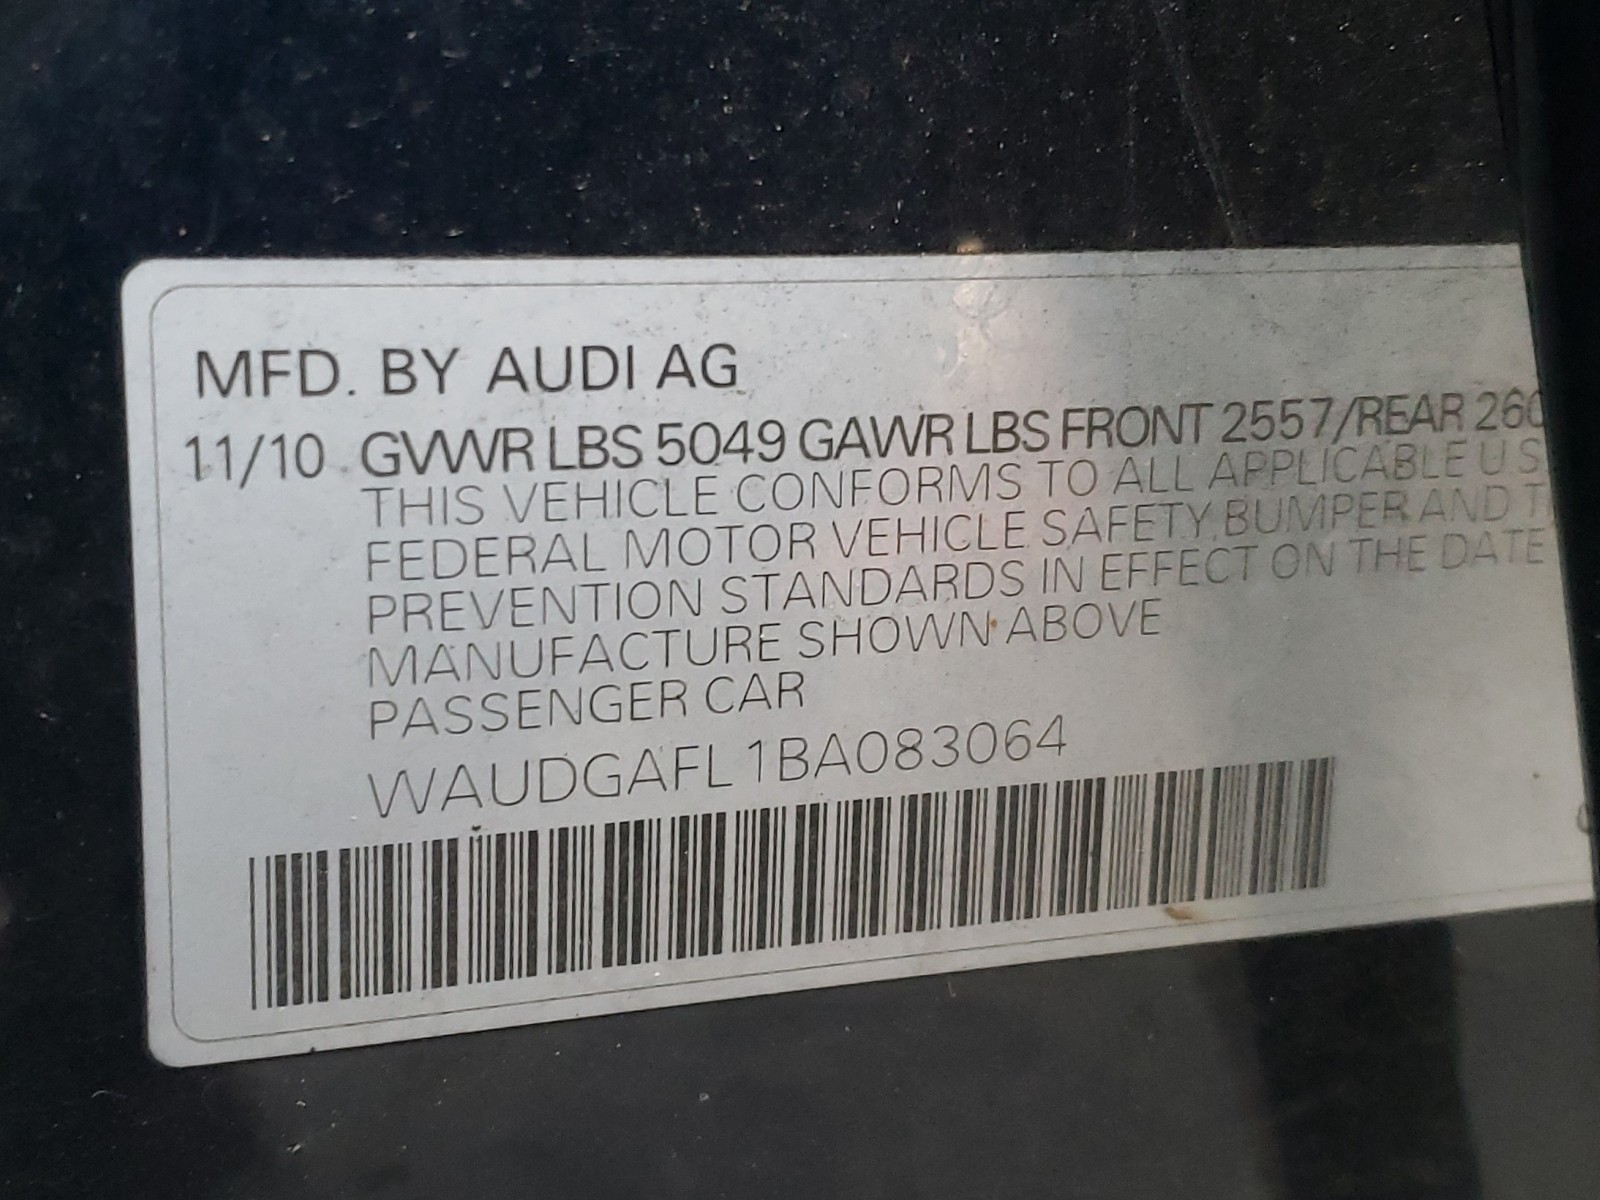 MFD. BY AUDI AG
11/10 GVWR LBS 5049 GAWR LBS FRONT 2557/REAR
THIS VEHICLE CONFORMS TO ALL APPLICABLE U S
FEDERAL MOTOR VEHICLE SAFETY, BUMPER AND
PREVENTION STANDARDS IN EFFECT ON THE DATE
MANUFACTURE SHOWN ABOVE
PASSENGER CAR
WAUDGAFL1BA083064